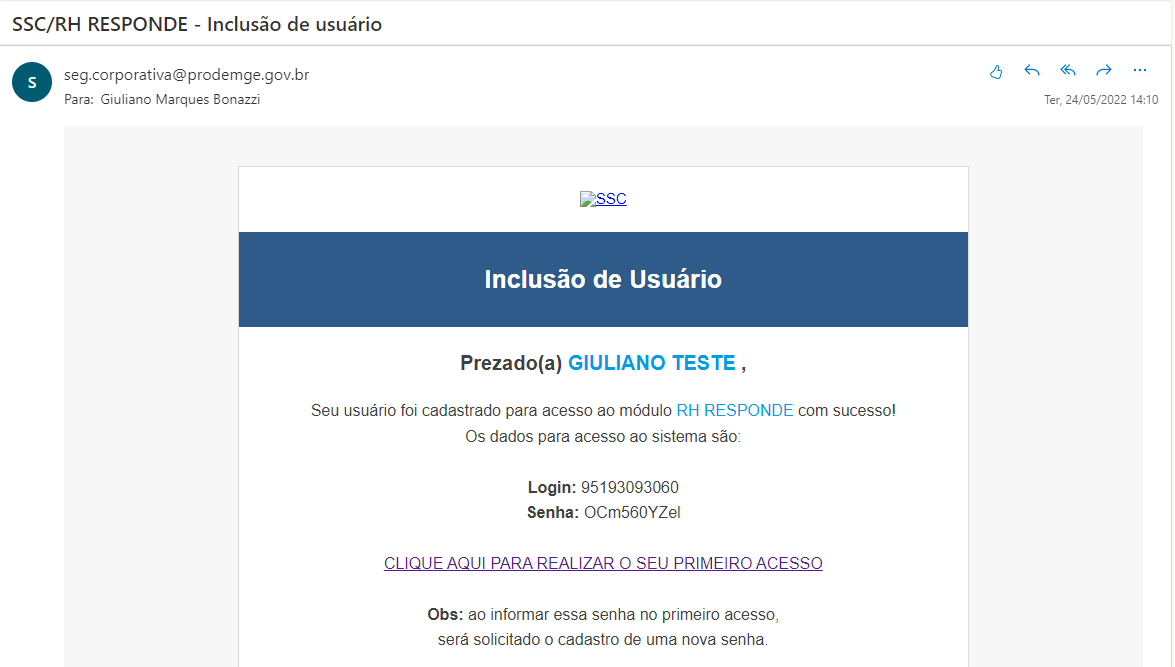 SSC/RH RESPONDE - Inclusão de usuário
S
seg.corporativa@prodemge.gov.br
Para: Giuliano Marques Bonazzi
Ter, 24/05/2022 14:10
SSC
Inclusão de Usuário
Prezado(a) GIULIANO TESTE ,
Seu usuário foi cadastrado para acesso ao módulo RH RESPONDE com sucesso!
Os dados para acesso ao sistema são:
Login: 95193093060
Senha: OCm560YZel
CLIQUE AQUI PARA REALIZAR O SEU PRIMEIRO ACESSO
Obs: ao informar essa senha no primeiro acesso,
será solicitado o cadastro de uma nova senha.